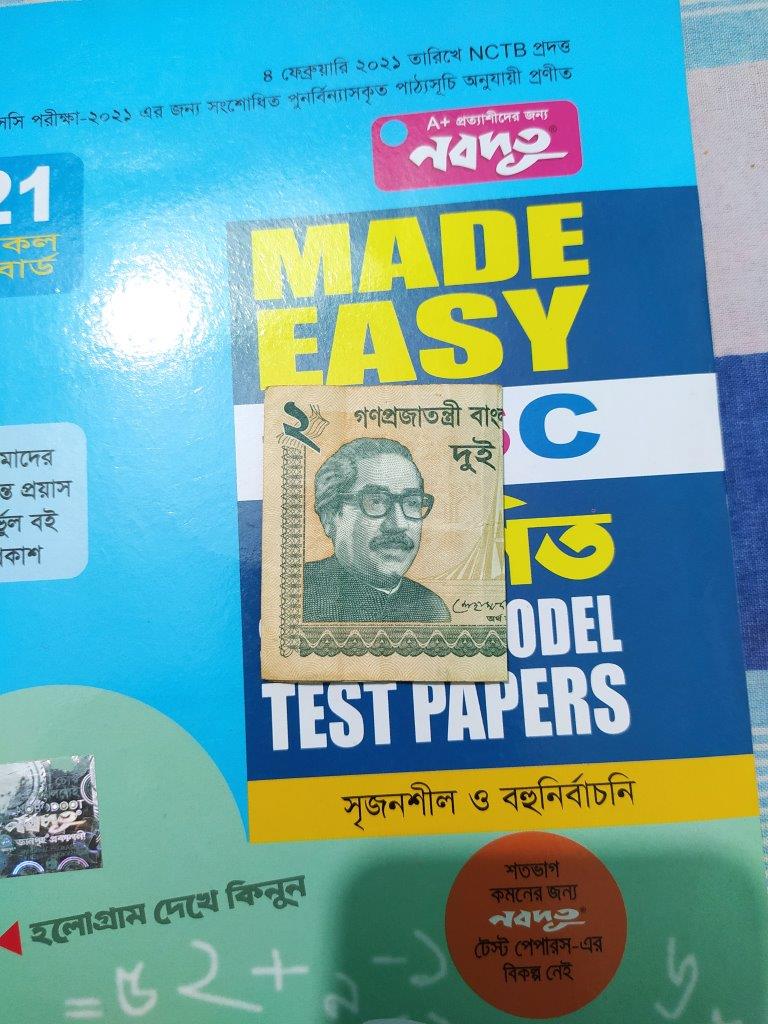 ৪ ফেব্রুয়ারি ২০২১ তারিখে NCTB প্রদত্ত
পরীক্ষা-২০২১ এর জন্য সংশোধিত পুনর্বিন্যাসকৃত পাঠ্যসূচি অনুযায়ী প্রণীত
A+ প্রত্যাশীদের জন্য
নবদূত
21
MADE
EASY
C
২
গণপ্রজাতন্ত্রী
দুই
প্রয়াস
বই
TEST PAPERS
সৃজনশীল ও বহুনির্বাচনি
নবদূত
হলোগ্রাম দেখে কিনুন
শতভাগ
কমনের জন্য
নবদূত
টেস্ট পেপারস-এর
বিকল্প নেই